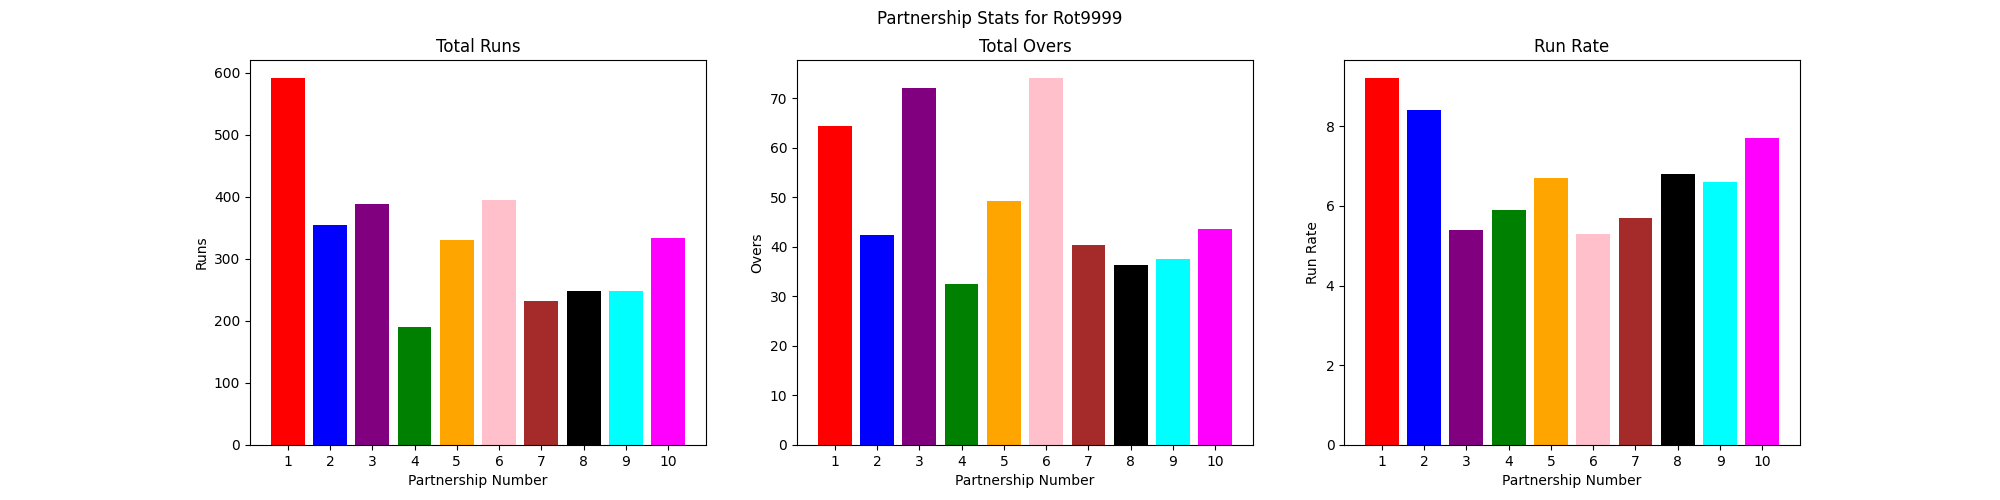 Partnership Stats for Rot9999
Total Runs
600
500
400
300
200
100
0
Runs
1 2 3 4 5 6 7 8 9 10
Partnership Number
Total Overs
70
60
50
40
30
20
10
0
Overs
1 2 3 4 5 6 7 8 9 10
Partnership Number
Run Rate
8
6
4
2
0
Run Rate
1 2 3 4 5 6 7 8 9 10
Partnership Number